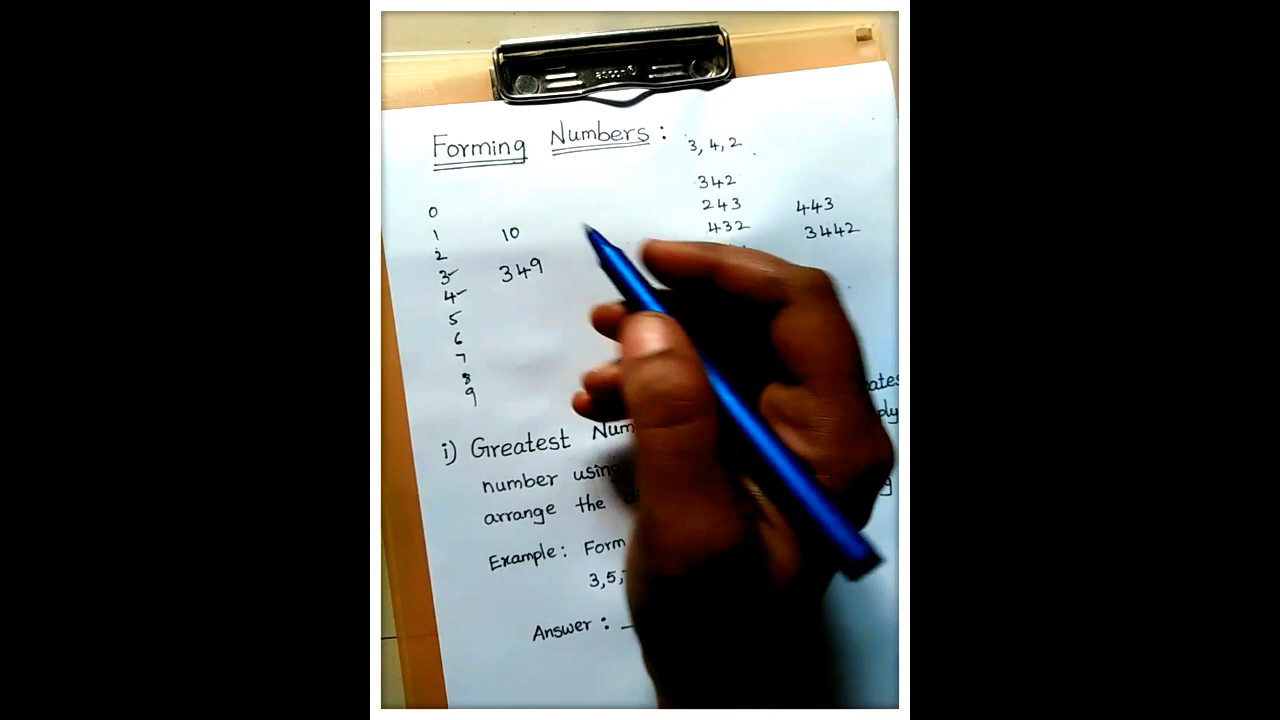 Forming Numbers :
3, 4, 2
342
243
432
443
3442
0
1
2
3
4
5
6
7
8
9
10
349
i) Greatest
number using
arrange the
Example : Form
3,5,
Answer :